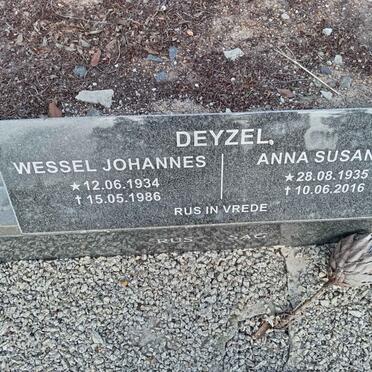 DEYZEL
WESSEL JOHANNES
★12.06.1934
†15.05.1986
ANNA SUSAN
★28.08.1935
†10.06.2016
RUS IN VREDE
RUS